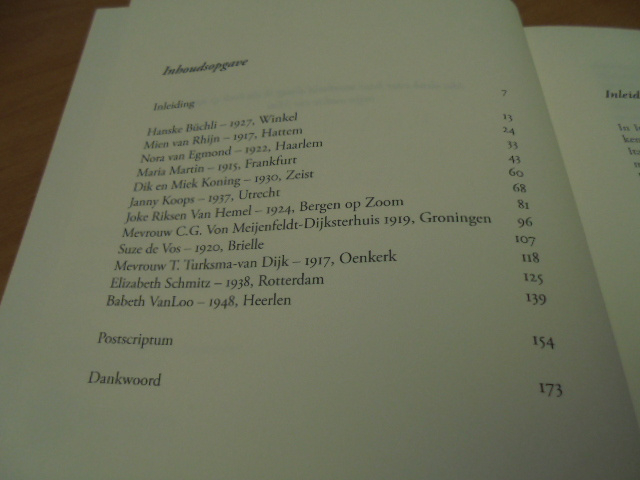 Inhoudsopgave
Inleiding 7
Hanske Büchli – 1927, Winkel 13
Mien van Rhijn – 1917, Hattem 24
Nora van Egmond – 1922, Haarlem 33
Maria Martin – 1915, Frankfurt 43
Dik en Miek Koning – 1930, Zeist 60
Janny Koops – 1937, Utrecht 68
Joke Riksen Van Hemel – 1924, Bergen op Zoom 81
Mevrouw C.G. Von Meijenfeldt-Dijksterhuis 1919, Groningen 96
Suze de Vos – 1920, Brielle 107
Mevrouw T. Turksma-van Dijk – 1917, Oenkerk 118
Elizabeth Schmitz – 1938, Rotterdam 125
Babeth VanLoo – 1948, Heerlen 139
Postscriptum 154
Dankwoord 173
Inleid
In